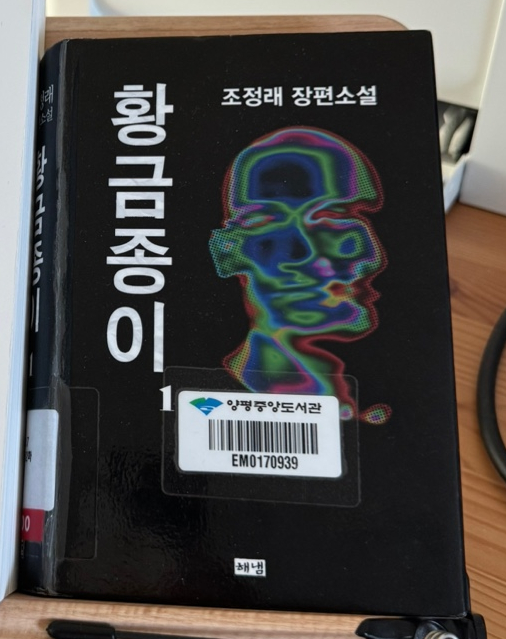 황금종이
1
조정래 장편소설
양평중앙도서관
EM0170939
해냄